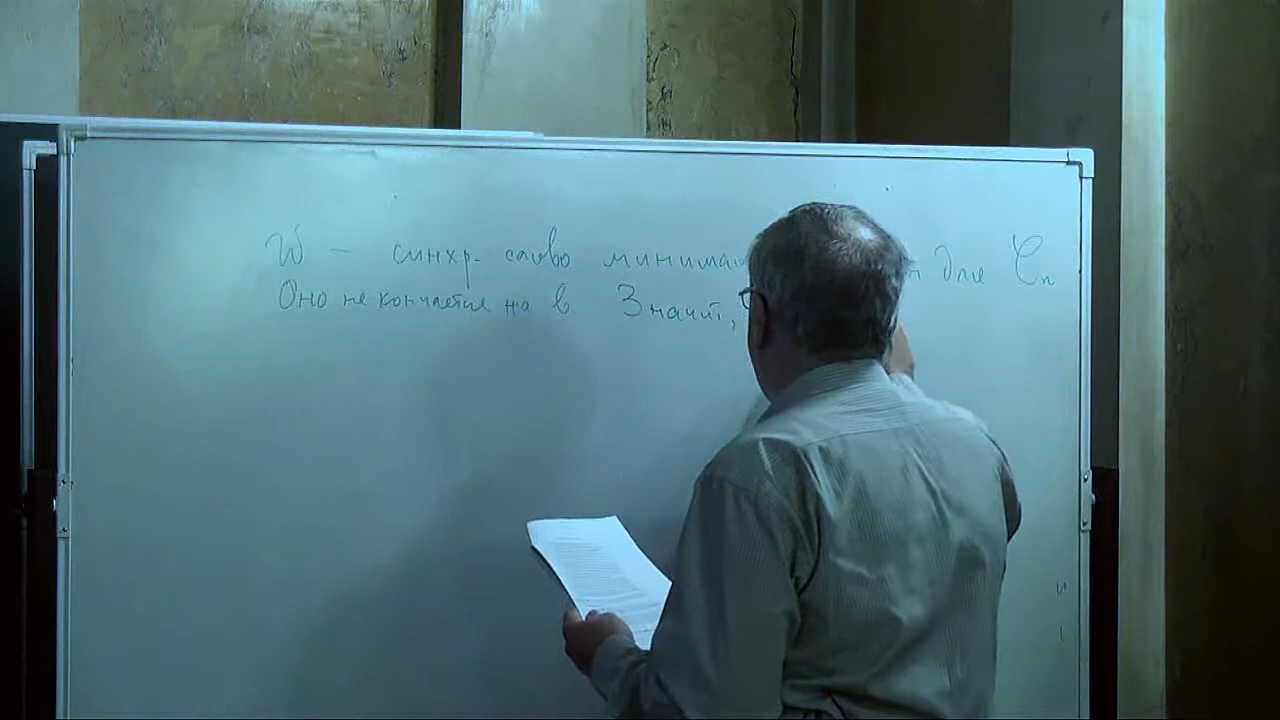 W - синхр. слово минимал для Cₙ
Оно не кончается на b. Значит,